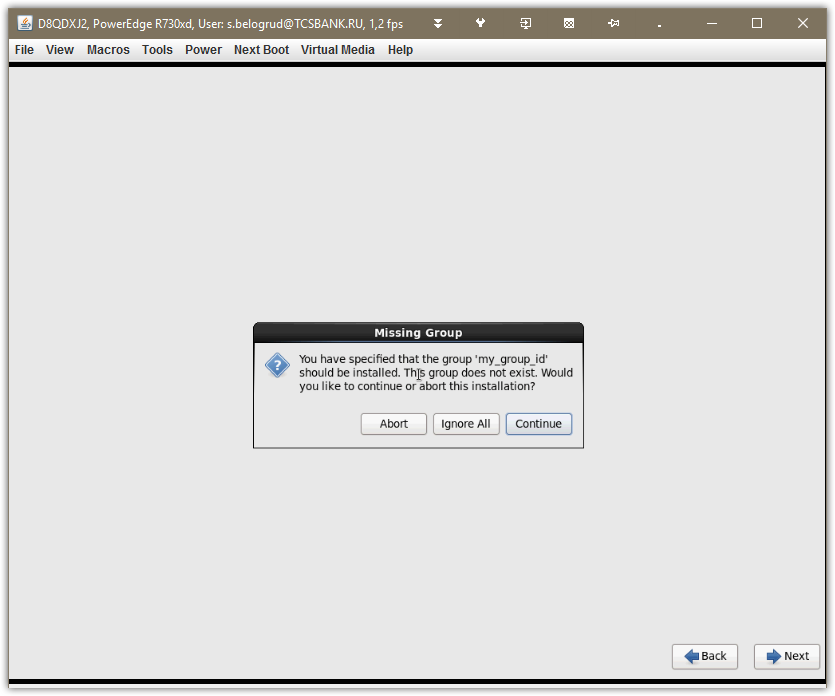 D8QDXJ2, PowerEdge R730xd, User: s.belogrud@TCSBANK.RU, 1,2 fps
File View Macros Tools Power Next Boot Virtual Media Help
Missing Group
You have specified that the group 'my_group_id'
should be installed. This group does not exist. Would
you like to continue or abort this installation?
Abort Ignore All Continue
Back Next